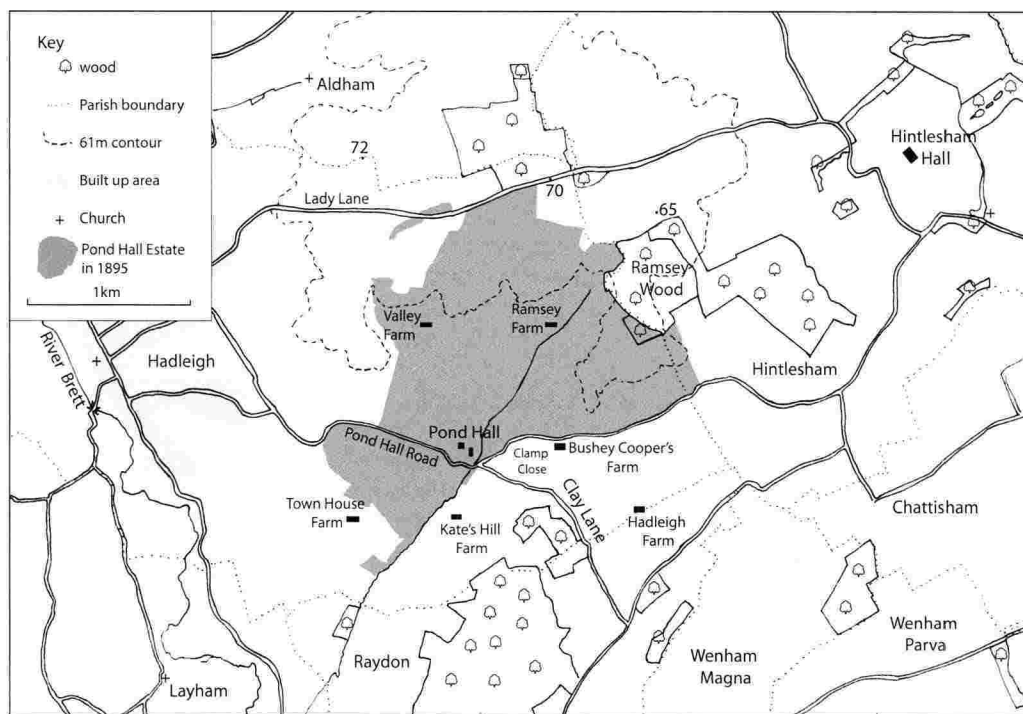 Key
wood
Parish boundary
61m contour
Built up area
Church
Pond Hall Estate
in 1895
1km
Aldham
72
Lady Lane
70
.65
Hintlesham
Hall
Ramsey
Wood
Valley
Farm
Ramsey
Farm
River Brett
Hadleigh
Hintlesham
Pond Hall Road
Pond Hall
Clamp
Close
Bushey Cooper's
Farm
Clay Lane
Town House
Farm
Kate's Hill
Farm
Hadleigh
Farm
Chattisham
Raydon
Layham
Wenham
Magna
Wenham
Parva